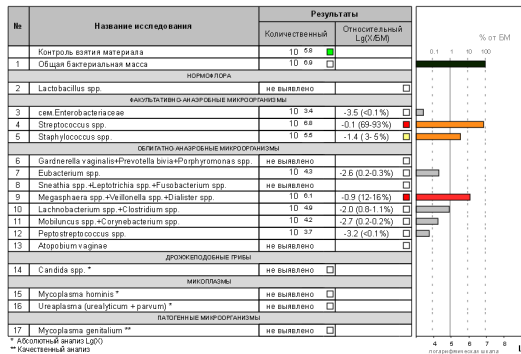 № Название исследования Результаты
Количественный Относительный Lg(X/БМ) % от БМ
0.1 1 10 100
Контроль взятия материала 10 5.8
1 Общая бактериальная масса 10 6.9
НОРМОФЛОРА
2 Lactobacillus spp. не выявлено
ФАКУЛЬТАТИВНО-АНАЭРОБНЫЕ МИКРООРГАНИЗМЫ
3 сем.Enterobacteriaceae 10 3.4 -3.5 (<0.1%)
4 Streptococcus spp. 10 6.8 -0.1 (69-93%)
5 Staphylococcus spp. 10 5.5 -1.4 (3-5%)
ОБЛИГАТНО-АНАЭРОБНЫЕ МИКРООРГАНИЗМЫ
6 Gardnerella vaginalis+Prevotella bivia+Porphyromonas spp. не выявлено
7 Eubacterium spp. 10 4.3 -2.6 (0.2-0.3%)
8 Sneathia spp.+Leptotrichia spp.+Fusobacterium spp. не выявлено
9 Megasphaera spp.+Veillonella spp.+Dialister spp. 10 6.1 -0.9 (12-16%)
10 Lachnobacterium spp.+Clostridium spp. 10 4.9 -2.0 (0.8-1.1%)
11 Mobiluncus spp.+Corynebacterium spp. 10 4.2 -2.7 (0.2-0.2%)
12 Peptostreptococcus spp. 10 3.7 -3.2 (<0.1%)
13 Atopobium vaginae не выявлено
ДРОЖЖЕПОДОБНЫЕ ГРИБЫ
14 Candida spp. * не выявлено
МИКОПЛАЗМЫ
15 Mycoplasma hominis * не выявлено
16 Ureaplasma (urealyticum + parvum) * не выявлено
ПАТОГЕННЫЕ МИКРООРГАНИЗМЫ
17 Mycoplasma genitalium ** не выявлено
* Абсолютный анализ Lg(X)
** Качественный анализ
4 5 6 7 8
логарифмическая шкала